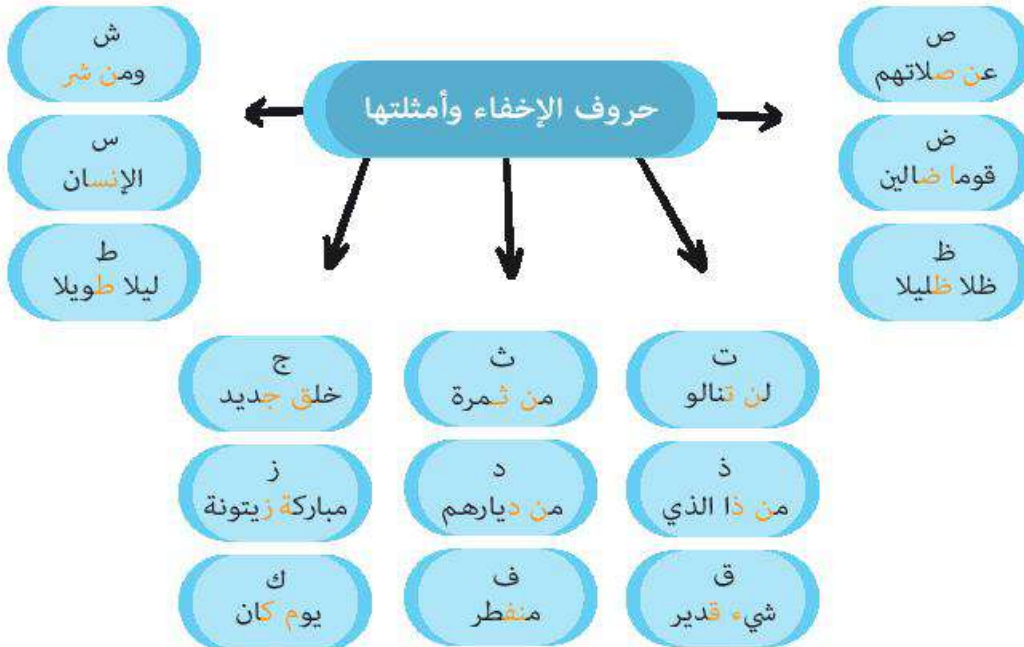 حروف الإخفاء وأمثلتها
ص
عن صلاتهم
ض
قوما ضالين
ظ
ظلا ظليلا
ش
ومن شر
س
الإنسان
ط
ليلا طويلا
ت
لن تنالو
ث
من ثمرة
ج
خلق جديد
ذ
من ذا الذي
د
من ديارهم
ز
مباركة زيتونة
ق
شيء قدير
ف
منفطر
ك
يوم كان